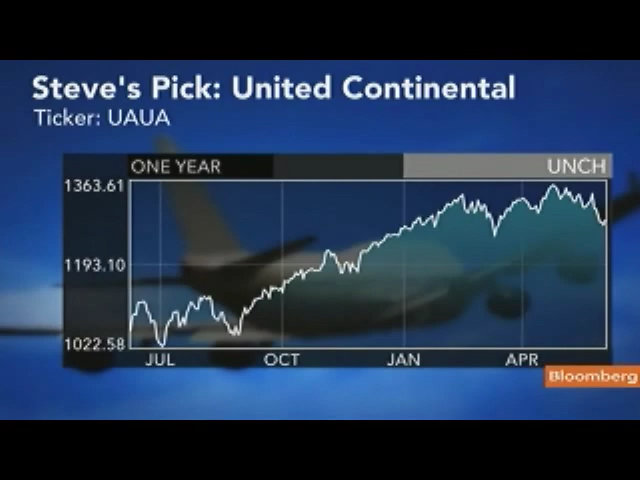 Steve's Pick: United Continental
Ticker: UAUA
ONE YEAR
UNCH
1363.61
1193.10
1022.58
JUL
OCT
JAN
APR
Bloomberg